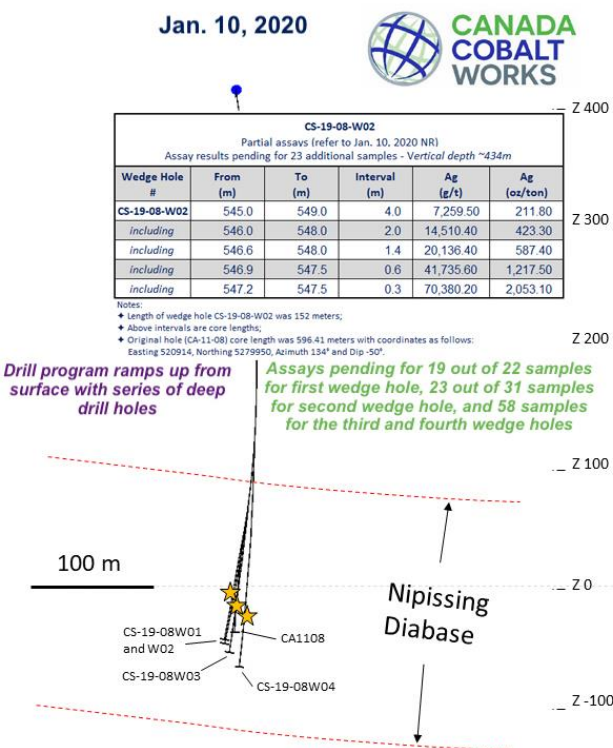 Jan. 10, 2020
CANADA
COBALT
WORKS
Z 400
CS-19-08-W02
Partial assays (refer to Jan. 10, 2020 NR)
Assay results pending for 23 additional samples - Vertical depth ~434m
Wedge Hole # From (m) To (m) Interval (m) Ag (g/t) Ag (oz/ton)
CS-19-08-W02 545.0 549.0 4.0 7,259.50 211.80
including 546.0 548.0 2.0 14,510.40 423.30
including 546.6 548.0 1.4 20,136.40 587.40
including 546.9 547.5 0.6 41,735.60 1,217.50
including 547.2 547.5 0.3 70,380.20 2,053.10
Z 300
Notes:
✦ Length of wedge hole CS-19-08-W02 was 152 meters;
✦ Above intervals are core lengths;
✦ Original hole (CA-11-08) core length was 596.41 meters with coordinates as follows:
Easting 520914, Northing 5279950, Azimuth 134° and Dip -50°.
Z 200
Drill program ramps up from
surface with series of deep
drill holes
Assays pending for 19 out of 22 samples
for first wedge hole, 23 out of 31 samples
for second wedge hole, and 58 samples
for the third and fourth wedge holes
Z 100
100 m
Z 0
Nipissing
Diabase
CS-19-08W01
and W02
CA1108
CS-19-08W03
CS-19-08W04
Z -100